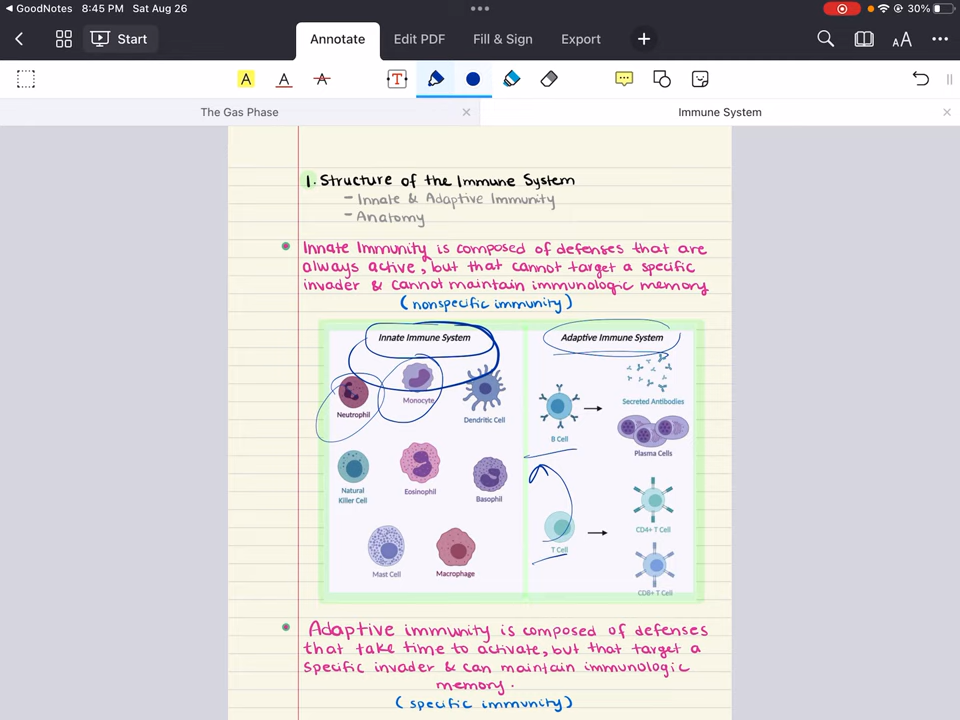 GoodNotes 8:45 PM Sat Aug 26 30%
Start Annotate Edit PDF Fill & Sign Export
A A A T
The Gas Phase Immune System
1. Structure of the Immune System
- Innate & Adaptive Immunity
- Anatomy
Innate Immunity is composed of defenses that are
always active, but that cannot target a specific
invader & cannot maintain immunologic memory
(nonspecific immunity)
Innate Immune System
Neutrophil
Monocyte
Dendritic Cell
Natural
Killer Cell
Eosinophil
Basophil
Mast Cell
Macrophage
Adaptive Immune System
Secreted Antibodies
B Cell
Plasma Cells
T Cell
CD4+ T Cell
CD8+ T Cell
Adaptive immunity is composed of defenses
that take time to activate, but that target a
specific invader & can maintain immunologic
memory.
(specific immunity)